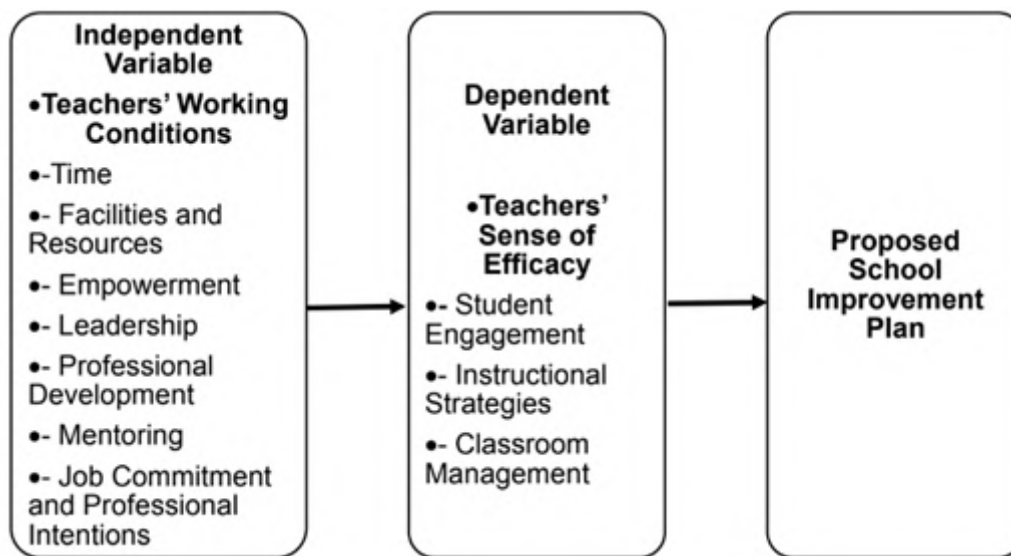 Independent
Variable
•Teachers’ Working
Conditions
•-Time
•- Facilities and
Resources
•- Empowerment
•- Leadership
•- Professional
Development
•- Mentoring
•- Job Commitment
and Professional
Intentions
Dependent
Variable
•Teachers’
Sense of
Efficacy
•- Student
Engagement
•- Instructional
Strategies
•- Classroom
Management
Proposed
School
Improvement
Plan